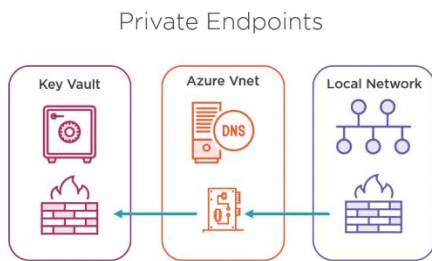 Private Endpoints
Key Vault
Azure Vnet
Local Network
DNS